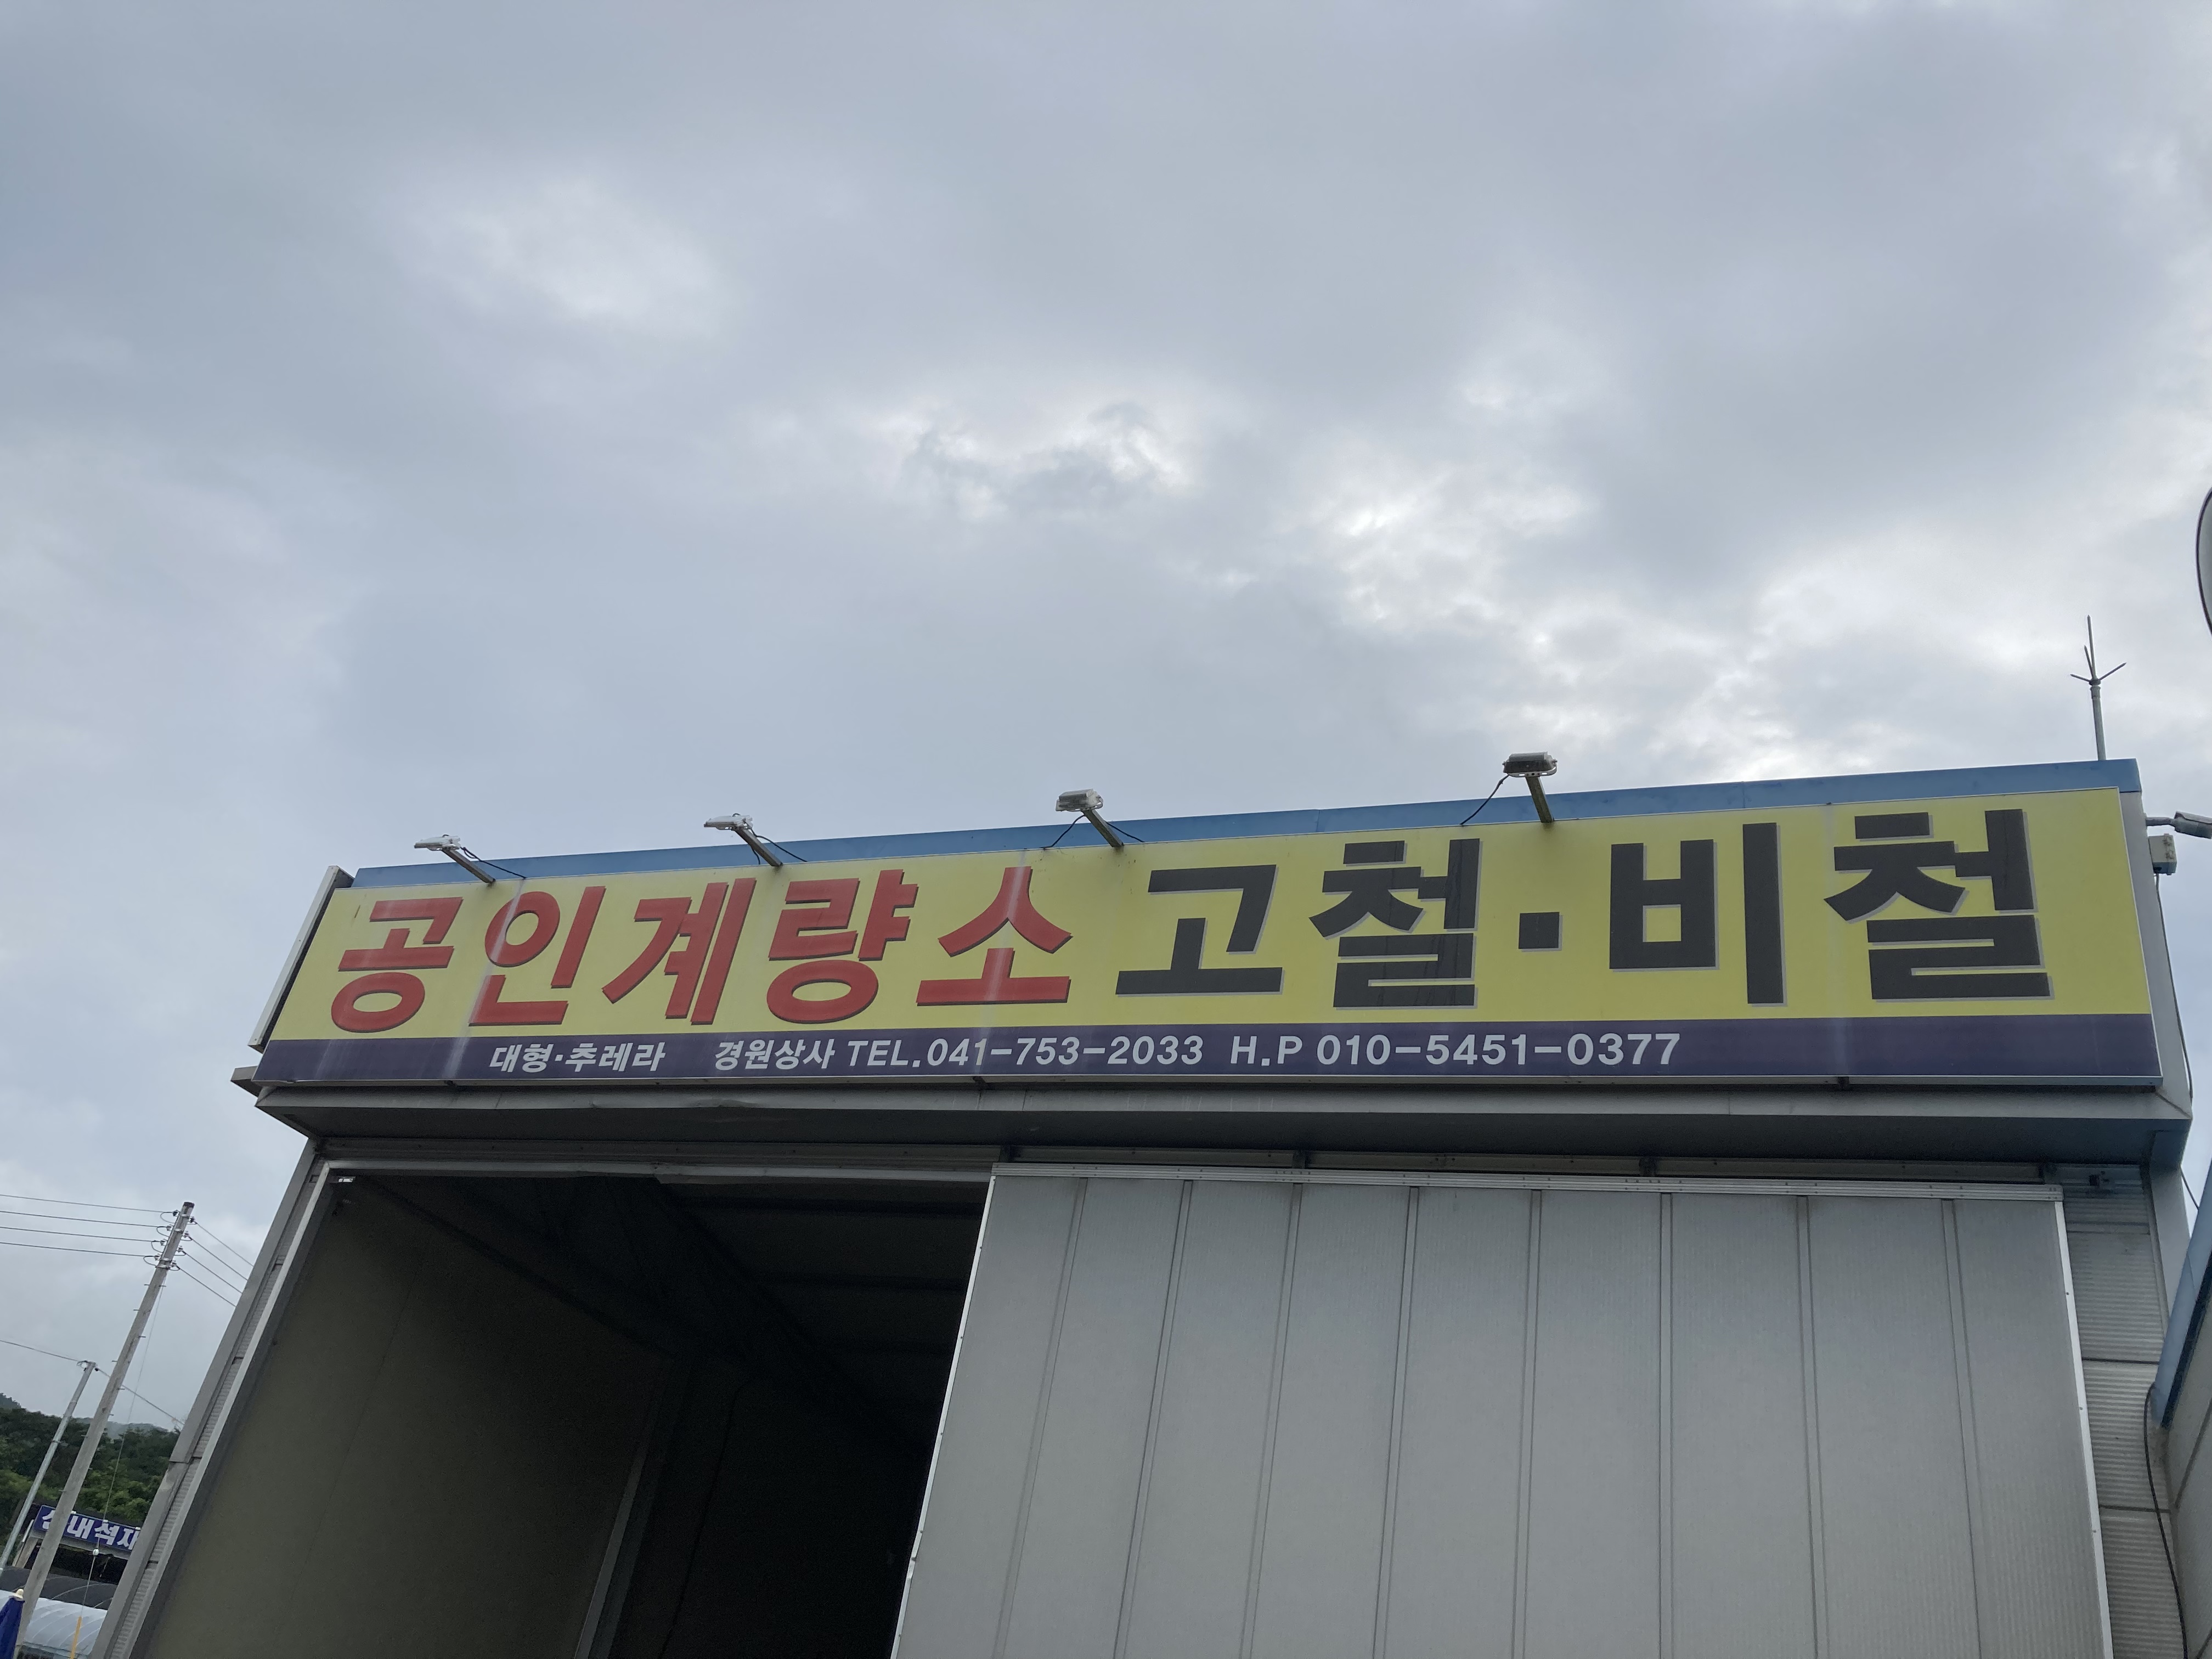 공인계량소 고철·비철
대형·추레라 경원상사 TEL.041-753-2033 H.P 010-5451-0377